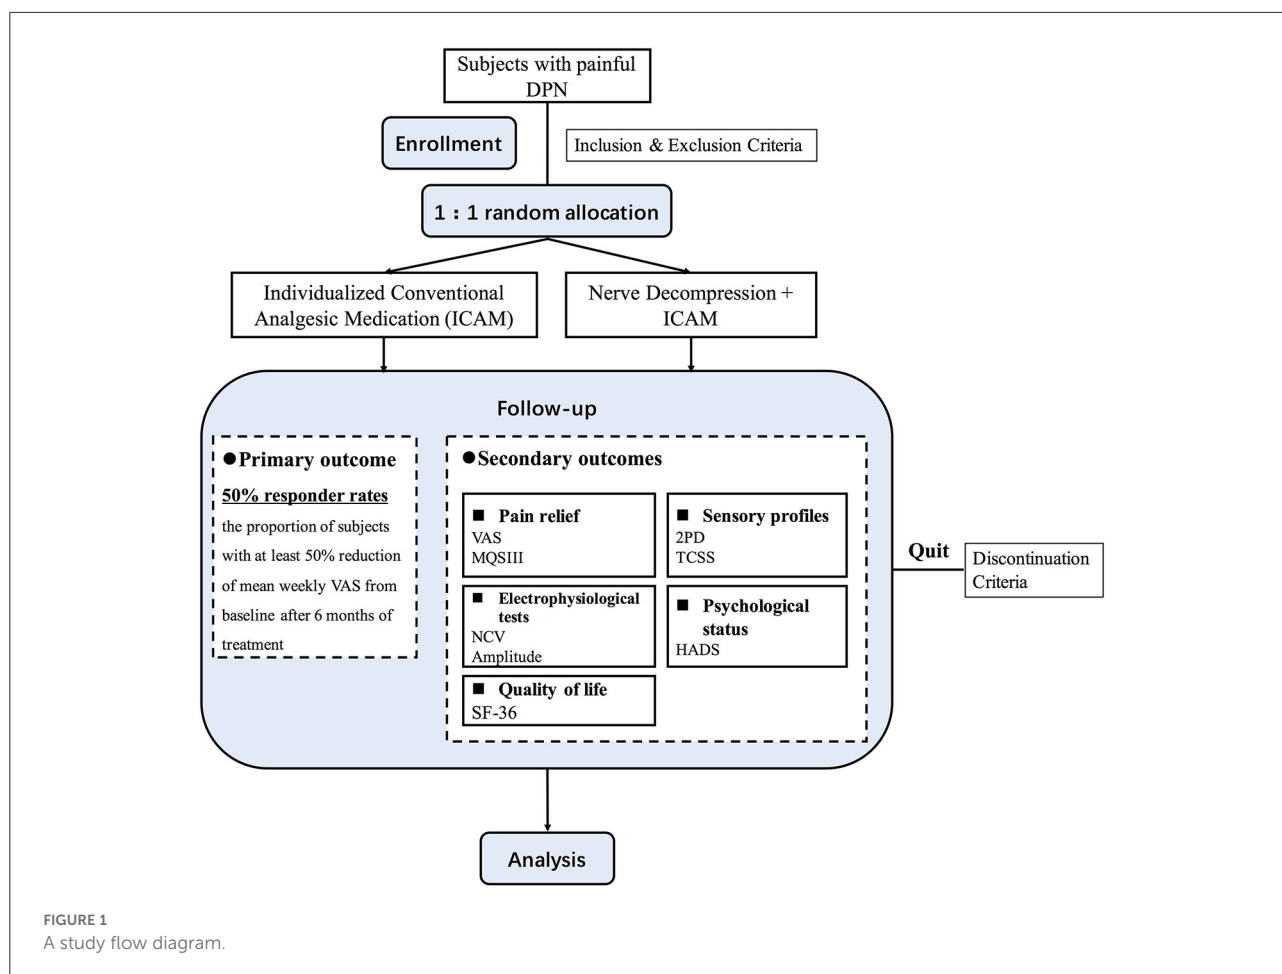 Subjects with painful
DPN
Enrollment
Inclusion & Exclusion Criteria
1：1 random allocation
Individualized Conventional
Analgesic Medication (ICAM)
Nerve Decompression +
ICAM
Follow-up
●Primary outcome
50% responder rates
the proportion of subjects
with at least 50% reduction
of mean weekly VAS from
baseline after 6 months of
treatment
●Secondary outcomes
■ Pain relief
VAS
MQSIII
■ Sensory profiles
2PD
TCSS
■ Electrophysiological
tests
NCV
Amplitude
■ Psychological
status
HADS
■ Quality of life
SF-36
Quit
Discontinuation
Criteria
Analysis
FIGURE 1
A study flow diagram.